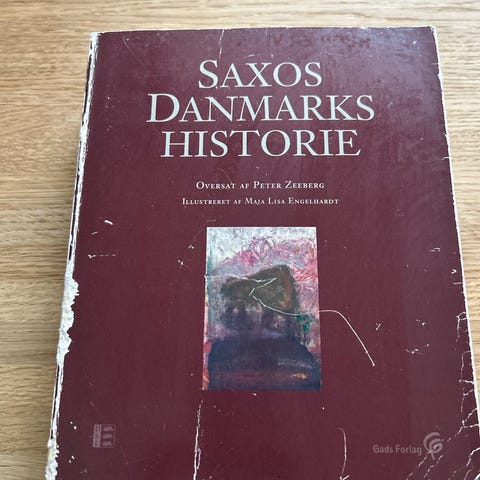 SAXOS
DANMARKS
HISTORIE
OVERSAT AF PETER ZEEBERG
ILLUSTRERET AF MAJA LISA ENGELHARDT
Gads Forlag